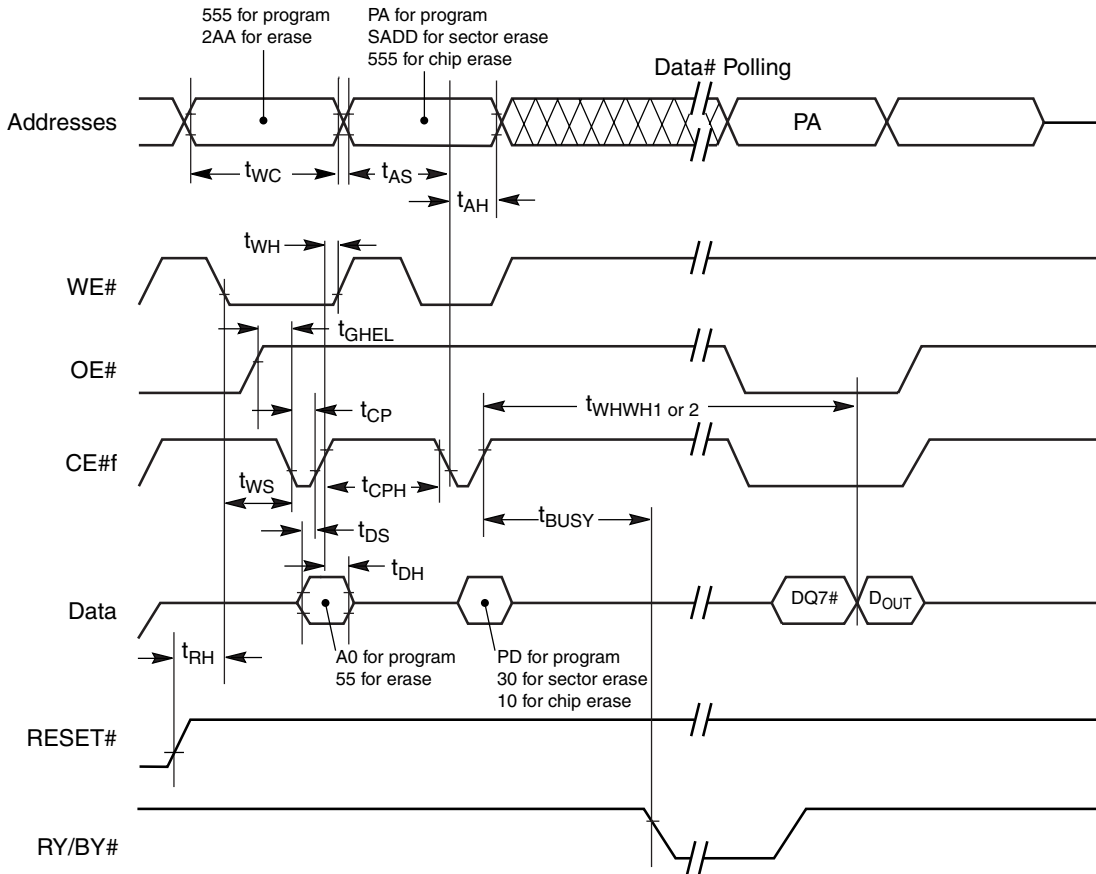 555 for program
2AA for erase
PA for program
SADD for sector erase
555 for chip erase
Data# Polling
Addresses
PA
tWC
tAS
tAH
tWH
WE#
tGHEL
OE#
tWHWH1 or 2
tCP
CE#f
tWS
tCPH
tBUSY
tDS
tDH
Data
DQ7#
DOUT
tRH
A0 for program
55 for erase
PD for program
30 for sector erase
10 for chip erase
RESET#
RY/BY#